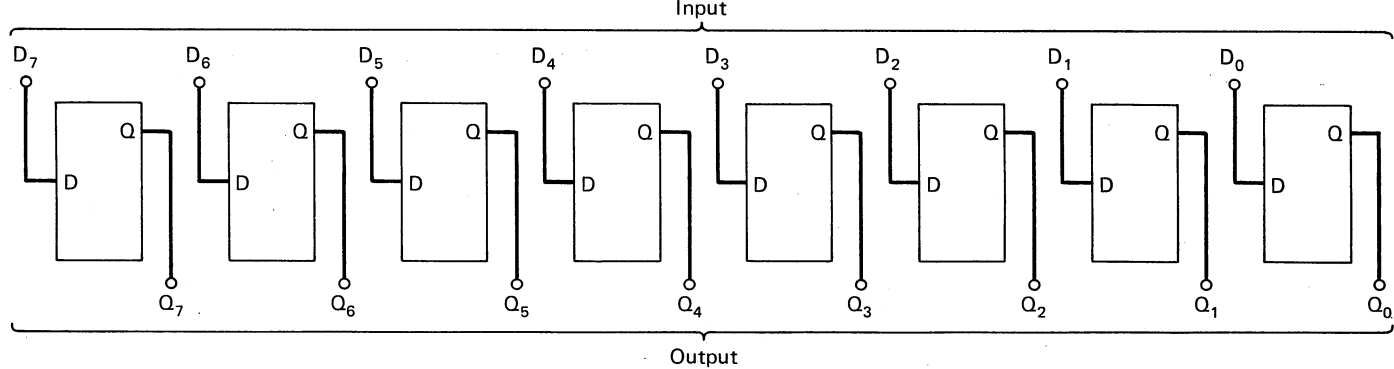 Input
D₇ D₆ D₅ D₄ D₃ D₂ D₁ D₀
Q Q Q Q Q Q Q Q
D D D D D D D D
Q₇ Q₆ Q₅ Q₄ Q₃ Q₂ Q₁ Q₀
Output